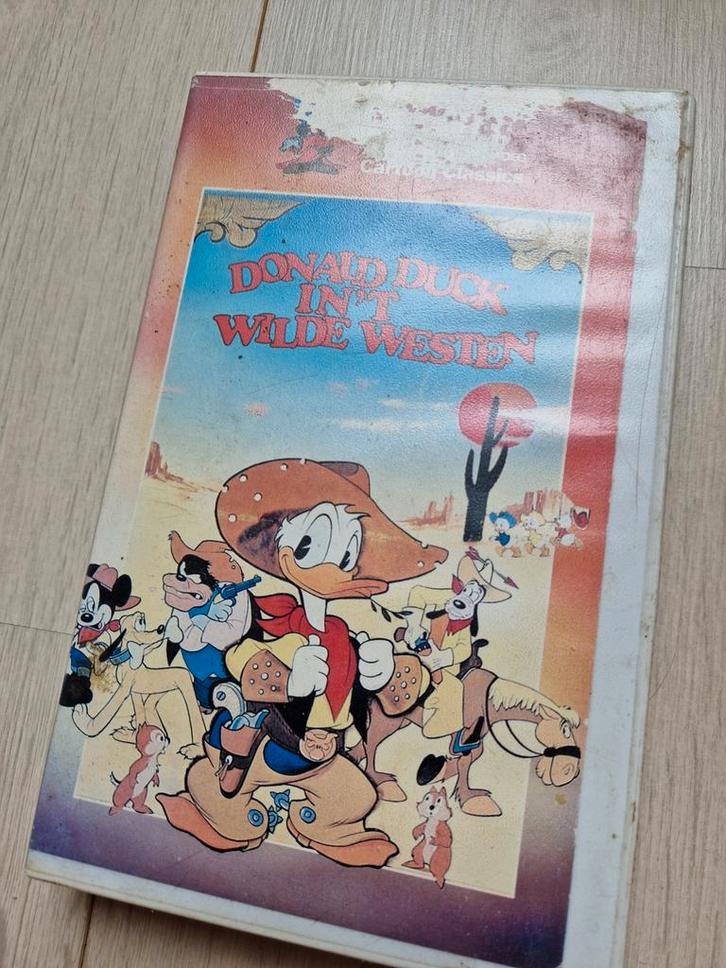 Cartoon Classics
DONALD DUCK
IN'T
WILDE WESTEN